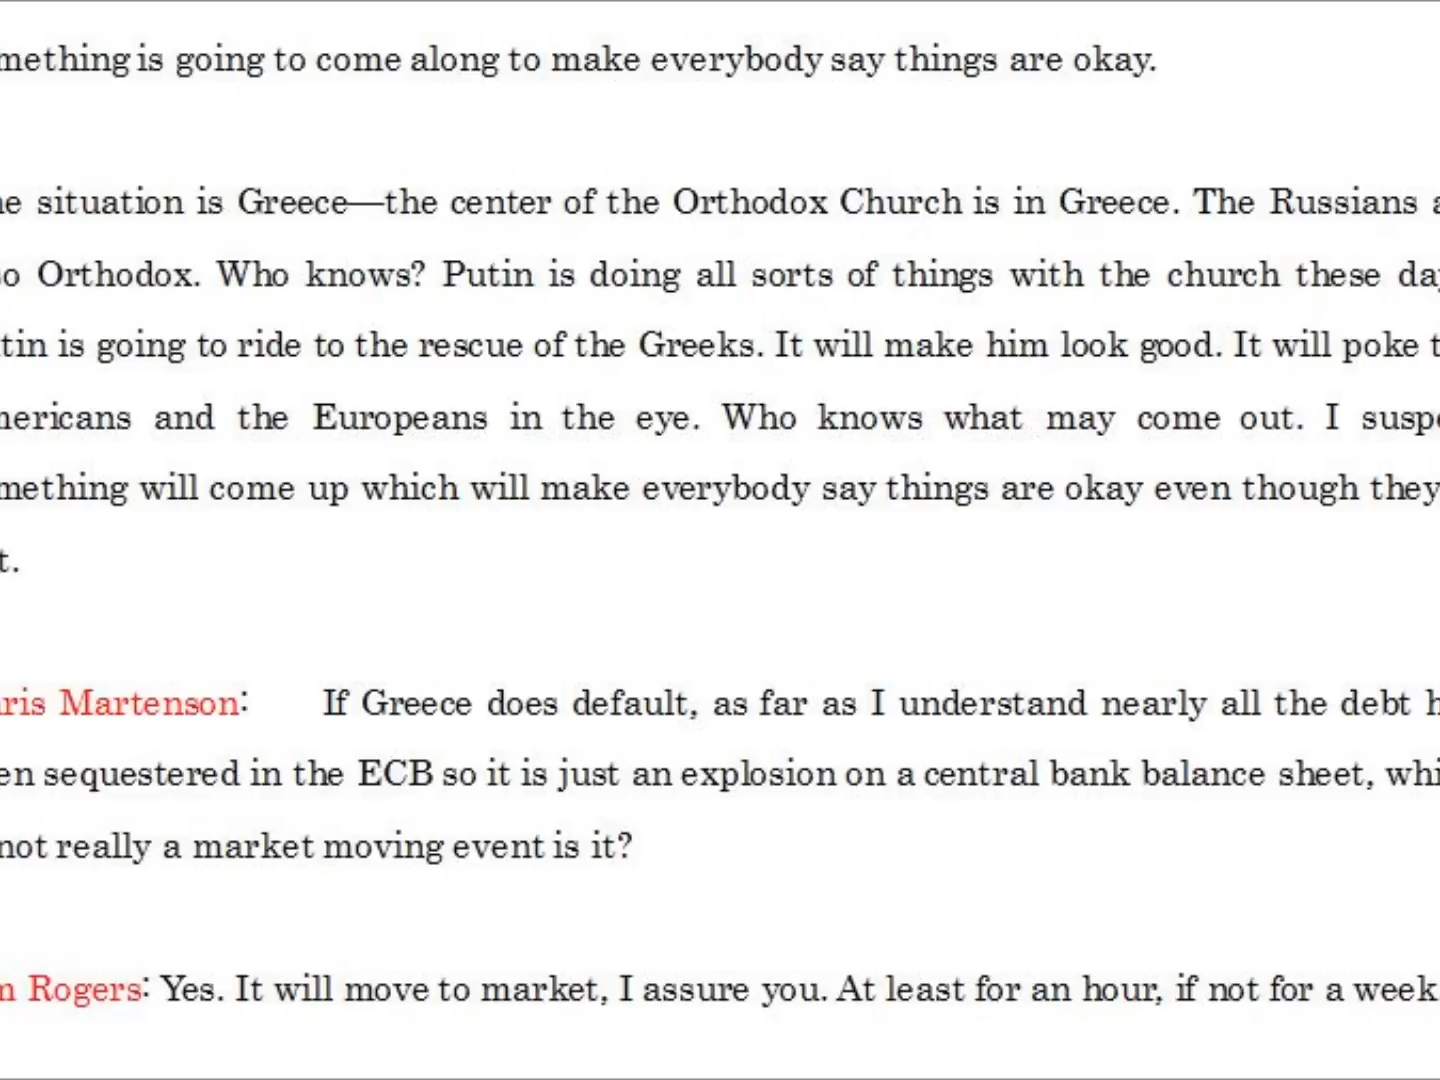 mething is going to come along to make everybody say things are okay.
e situation is Greece—the center of the Orthodox Church is in Greece. The Russians a
o Orthodox. Who knows? Putin is doing all sorts of things with the church these day
tin is going to ride to the rescue of the Greeks. It will make him look good. It will poke t
mericans and the Europeans in the eye. Who knows what may come out. I suspe
mething will come up which will make everybody say things are okay even though they
t.
ris Martenson: If Greece does default, as far as I understand nearly all the debt h
en sequestered in the ECB so it is just an explosion on a central bank balance sheet, whi
not really a market moving event is it?
m Rogers: Yes. It will move to market, I assure you. At least for an hour, if not for a week